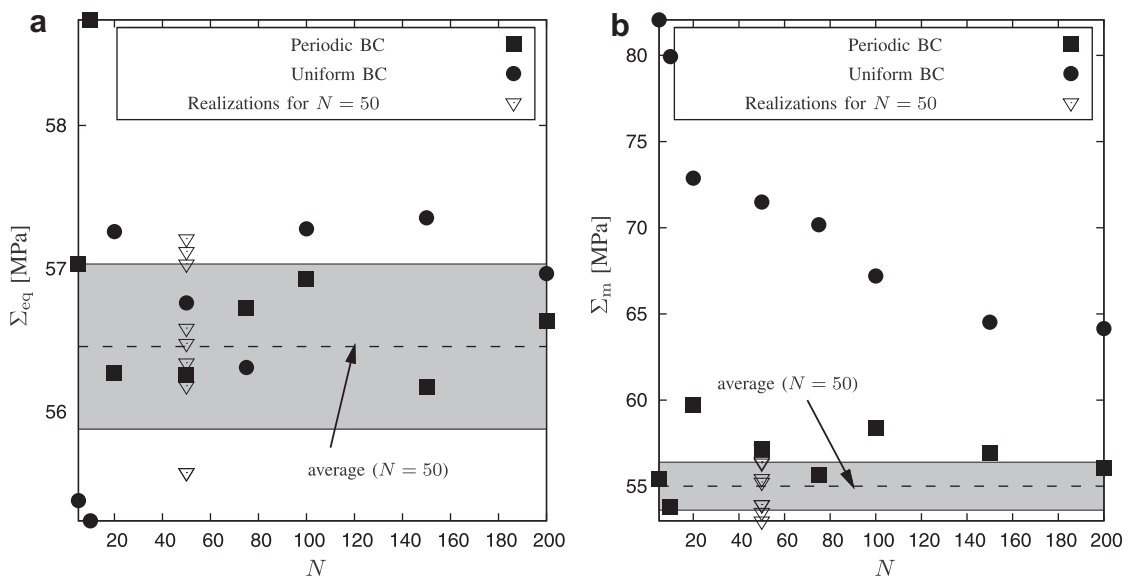 a
Periodic BC
Uniform BC
Realizations for N = 50
58
57
56
Σeq [MPa]
average (N = 50)
20 40 60 80 100 120 140 160 180 200
N
b
Periodic BC
Uniform BC
Realizations for N = 50
80
75
70
65
60
55
Σm [MPa]
average (N = 50)
20 40 60 80 100 120 140 160 180 200
N